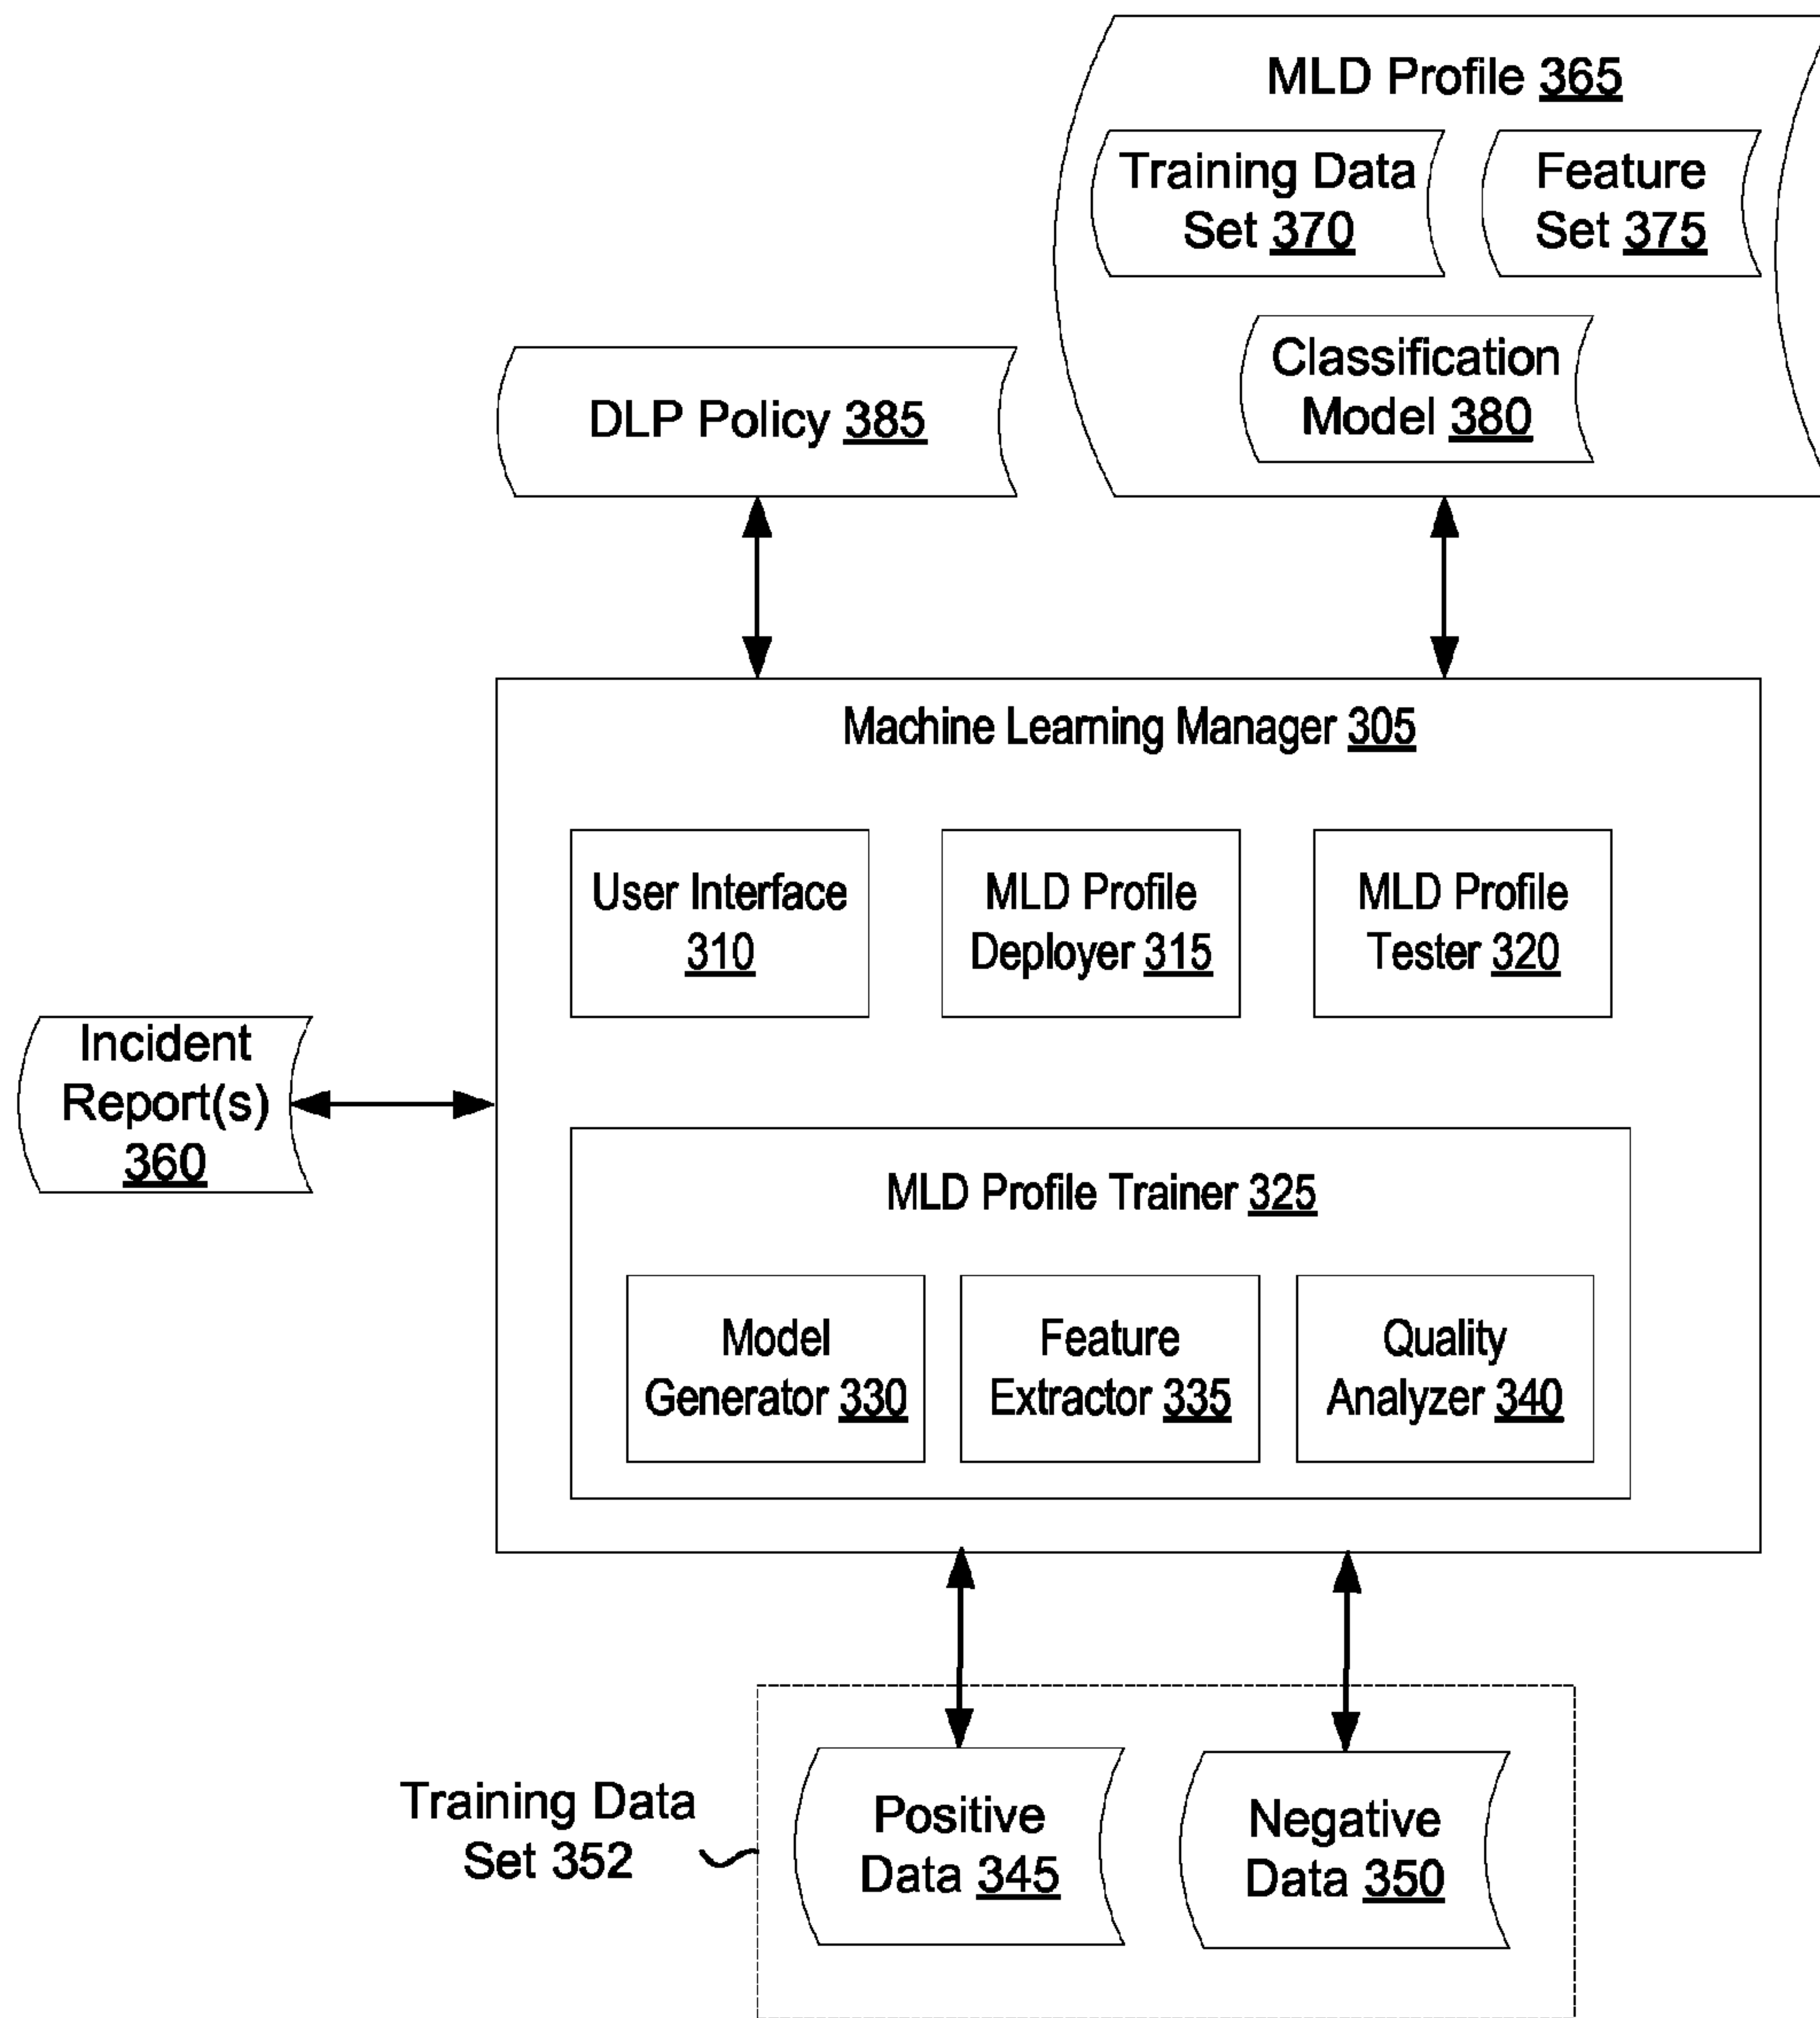 MLD Profile 365
Training Data
Set 370
Feature
Set 375
Classification
Model 380
DLP Policy 385
Machine Learning Manager 305
User Interface
310
MLD Profile
Deployer 315
MLD Profile
Tester 320
Incident
Report(s)
360
MLD Profile Trainer 325
Model
Generator 330
Feature
Extractor 335
Quality
Analyzer 340
Training Data
Set 352
Positive
Data 345
Negative
Data 350